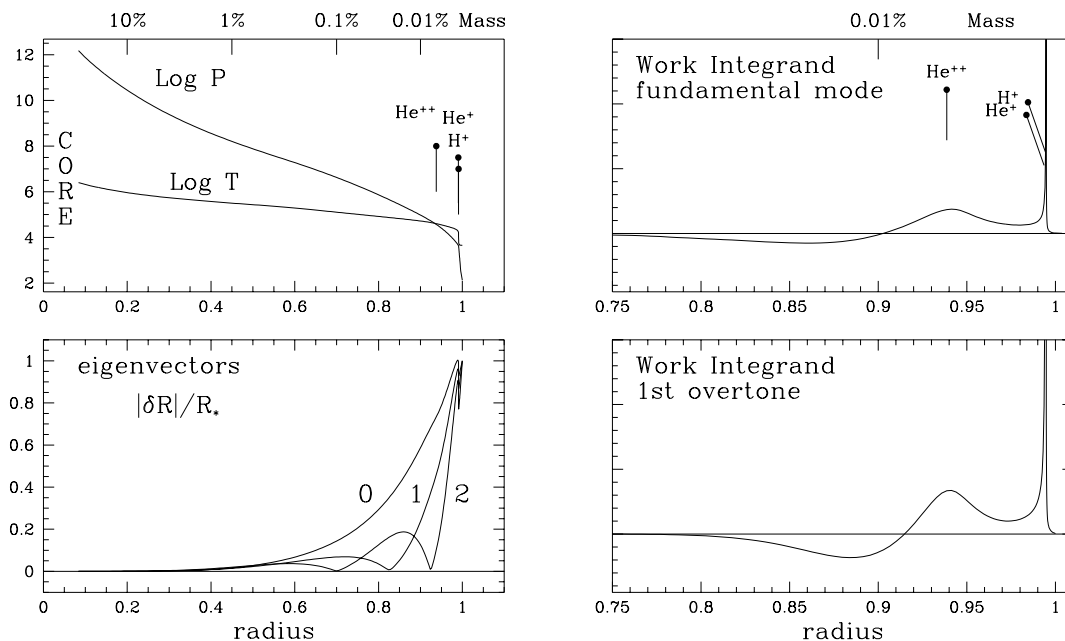 10% 1% 0.1% 0.01% Mass
12
10
8
6
4
2
Log P
Log T
CORE
He⁺⁺ He⁺
H⁺
0 0.2 0.4 0.6 0.8 1
0.01% Mass
Work Integrand
fundamental mode
He⁺⁺
H⁺
He⁺
0.75 0.8 0.85 0.9 0.95 1
eigenvectors
|δR|/R*
1
0.8
0.6
0.4
0.2
0
0 1 2
0 0.2 0.4 0.6 0.8 1
radius
Work Integrand
1st overtone
0.75 0.8 0.85 0.9 0.95 1
radius